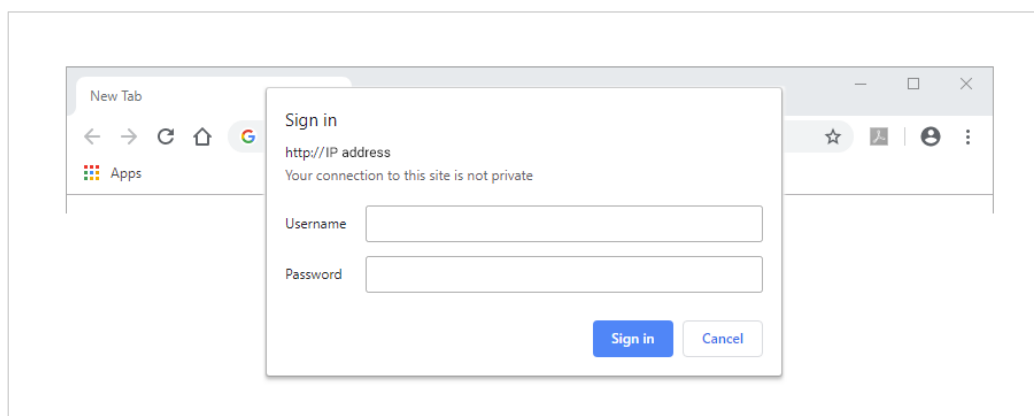 New Tab
Apps
Sign in
http://IP address
Your connection to this site is not private
Username
Password
Sign in
Cancel